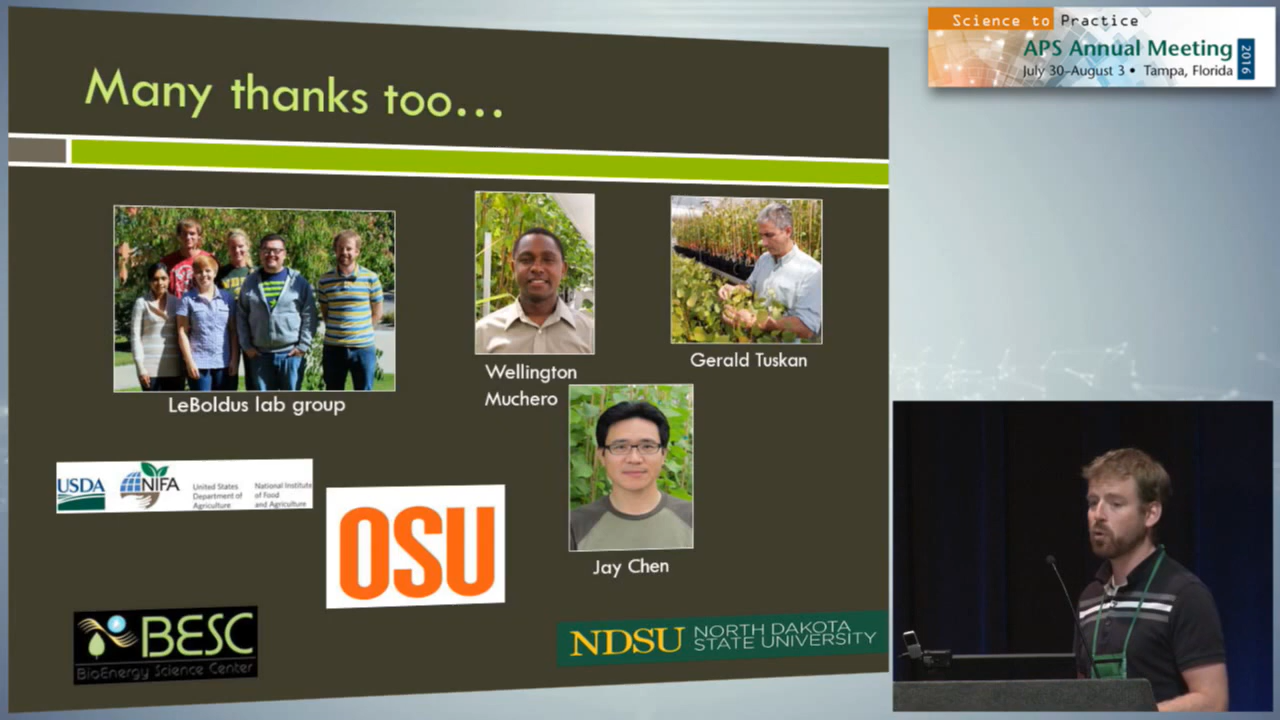 Science to Practice
APS Annual Meeting
2016
July 30–August 3 • Tampa, Florida
Many thanks too...
LeBoldus lab group
Wellington
Muchero
Gerald Tuskan
Jay Chen
USDA
NIFA
United States
Department of
Agriculture
National Institute
of Food
and Agriculture
OSU
BESC
BioEnergy Science Center
NDSU
NORTH DAKOTA
STATE UNIVERSITY